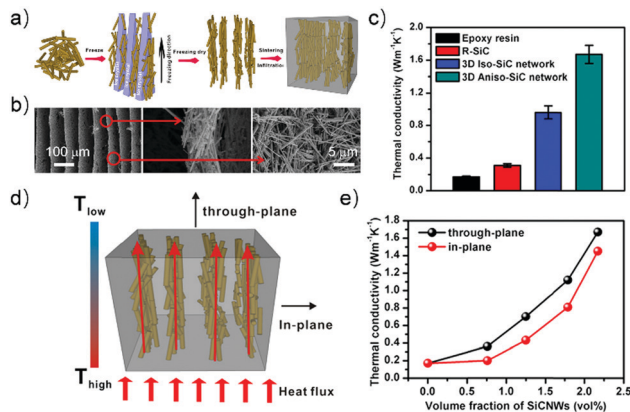 a)
Freeze
Freezing direction
Freezing dry
Sintering
Infiltration
b)
100 μm
5 μm
c)
Thermal conductivity (Wm⁻¹K⁻¹)
2.0
1.6
1.2
0.8
0.4
0.0
Epoxy resin
R-SiC
3D Iso-SiC network
3D Aniso-SiC network
d)
T low
through-plane
In-plane
T high
Heat flux
e)
Thermal conductivity (Wm⁻¹K⁻¹)
1.8
1.6
1.4
1.2
1.0
0.8
0.6
0.4
0.2
0.0
through-plane
in-plane
0.0 0.5 1.0 1.5 2.0 2.5
Volume fraction of SiCNWs (vol%)